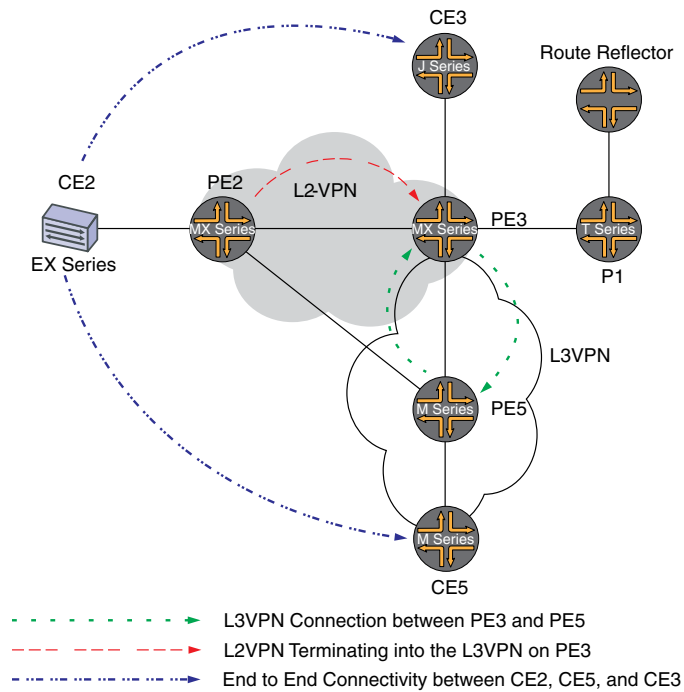 CE3
J Series
Route Reflector
CE2
PE2
L2-VPN
MX Series
MX Series
PE3
T Series
EX Series
P1
L3VPN
M Series
PE5
M Series
CE5
L3VPN Connection between PE3 and PE5
L2VPN Terminating into the L3VPN on PE3
End to End Connectivity between CE2, CE5, and CE3